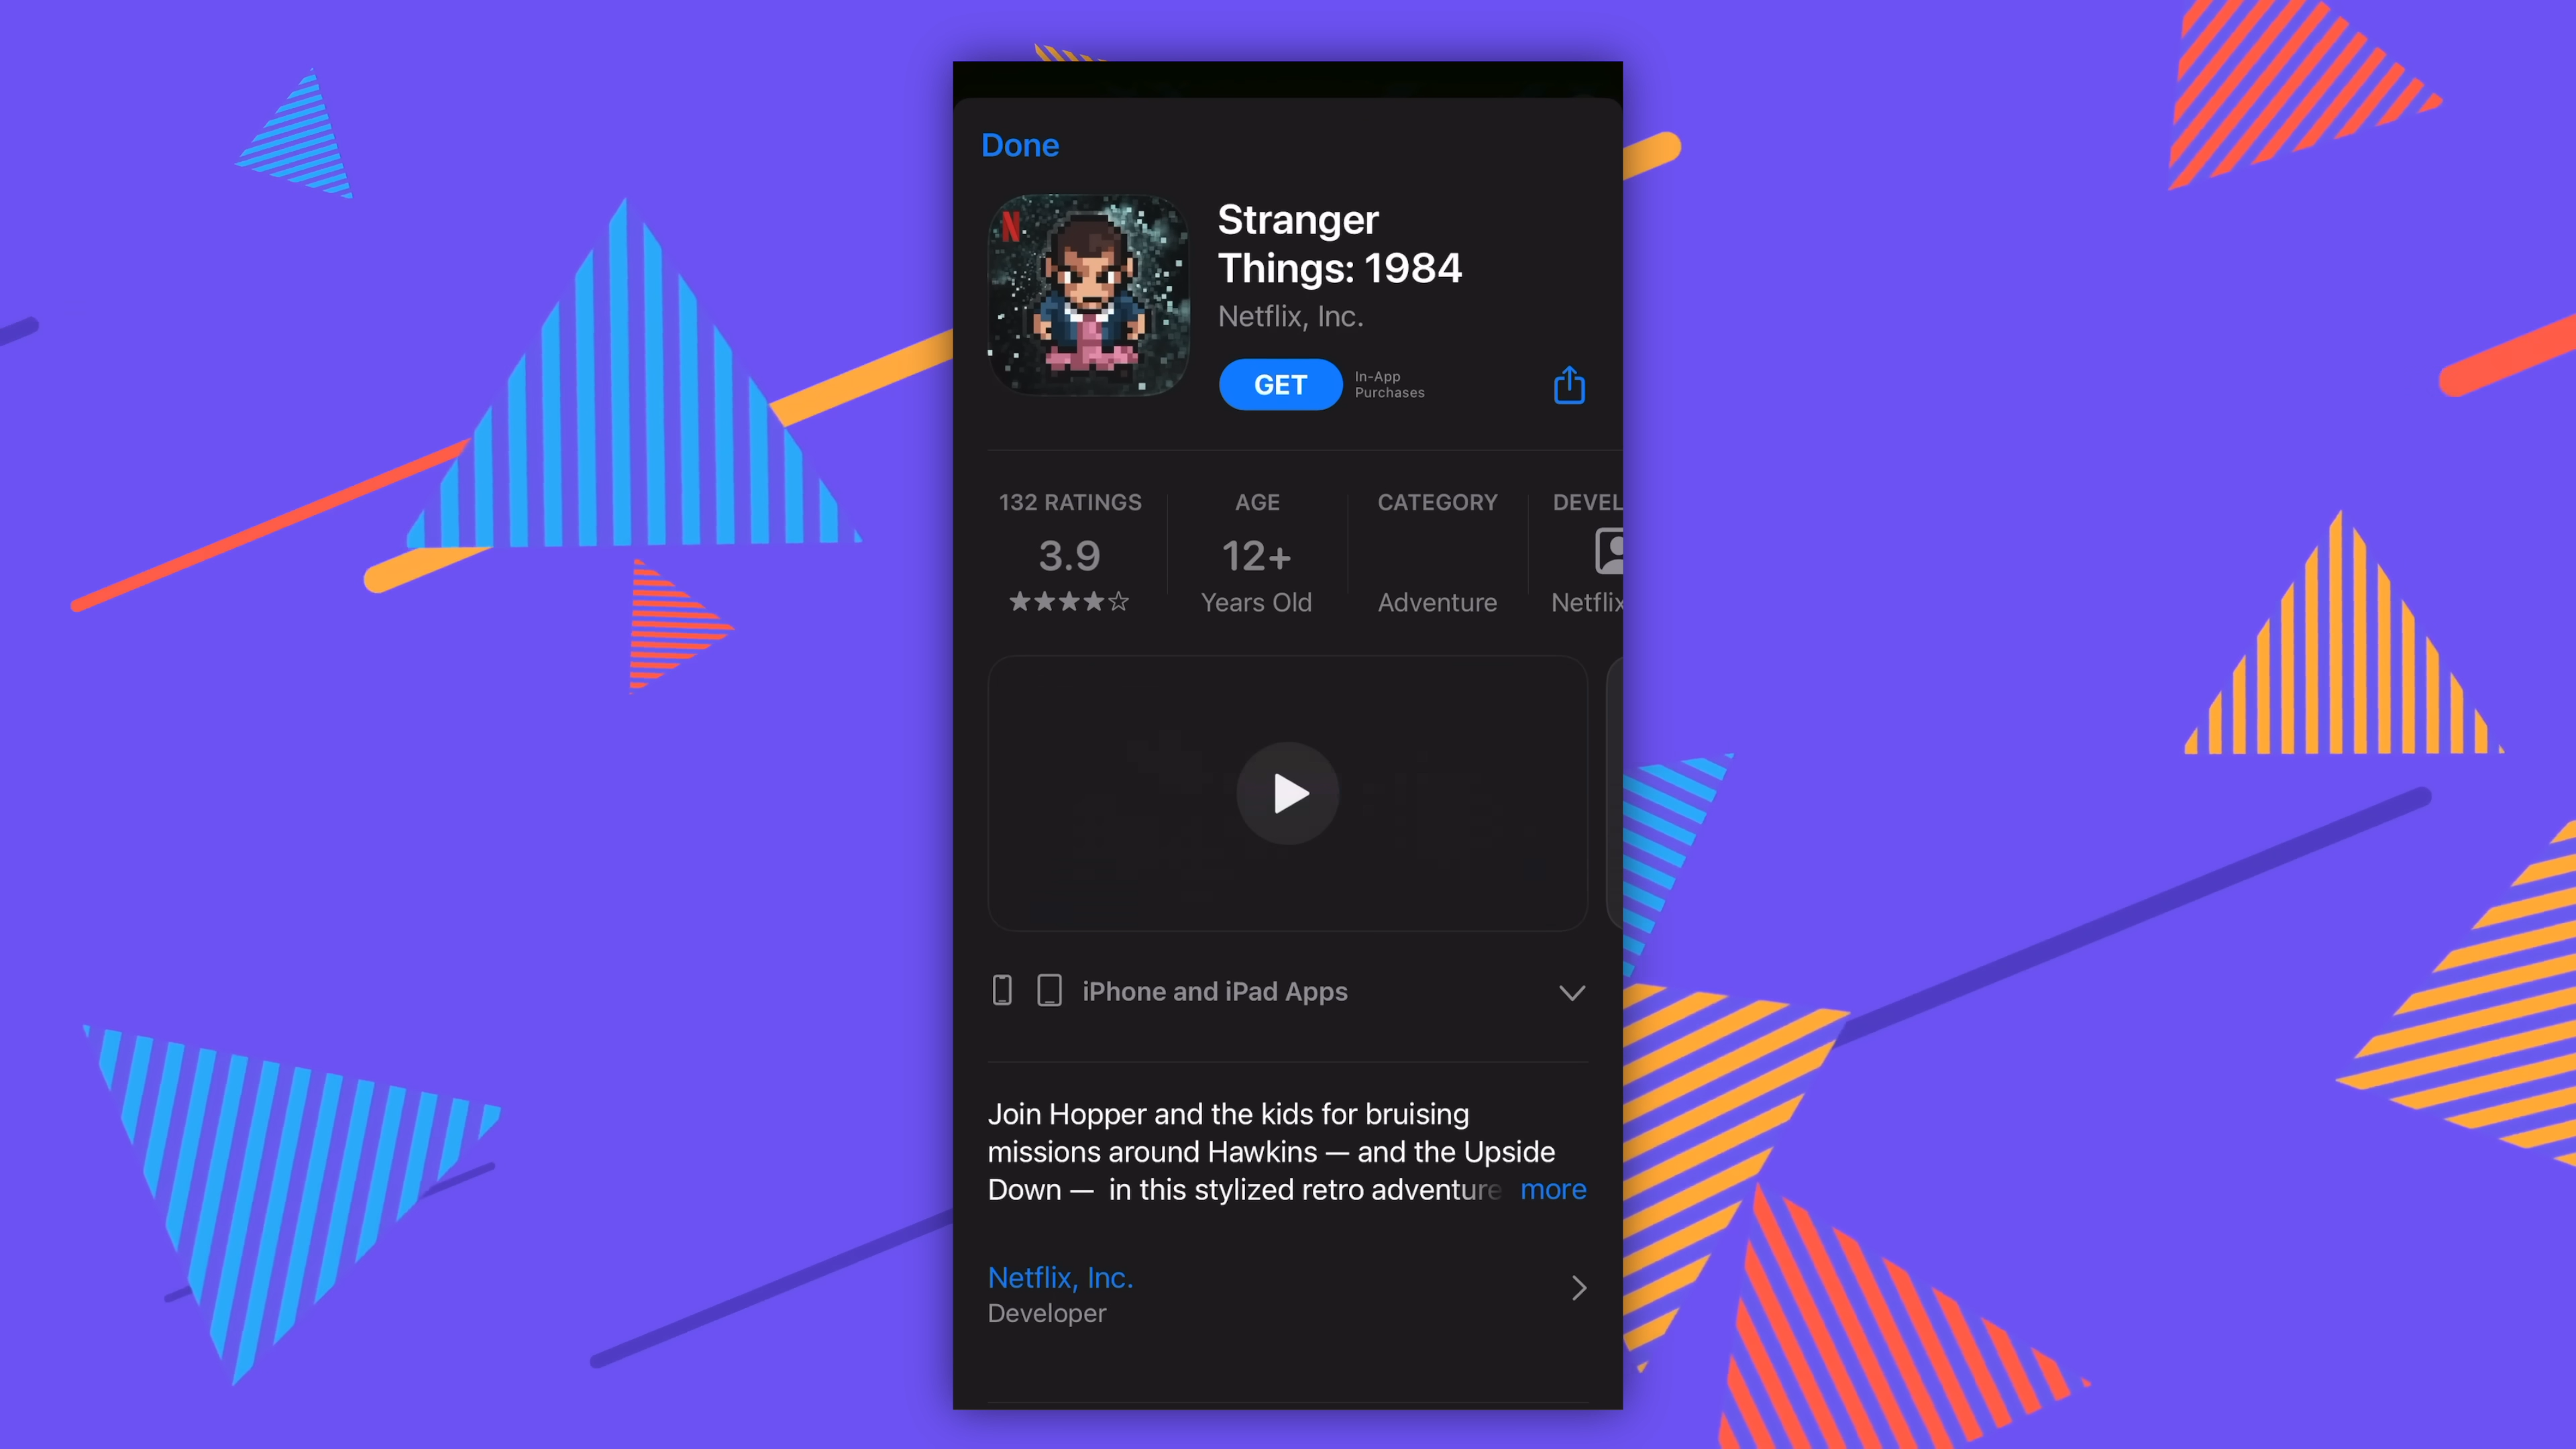 Done
N
Stranger
Things: 1984
Netflix, Inc.
GET
In-App
Purchases
132 RATINGS
AGE
CATEGORY
DEVEL
3.9
12+
Years Old
Adventure
Netflix
iPhone and iPad Apps
Join Hopper and the kids for bruising
missions around Hawkins — and the Upside
Down — in this stylized retro adventure more
Netflix, Inc.
Developer